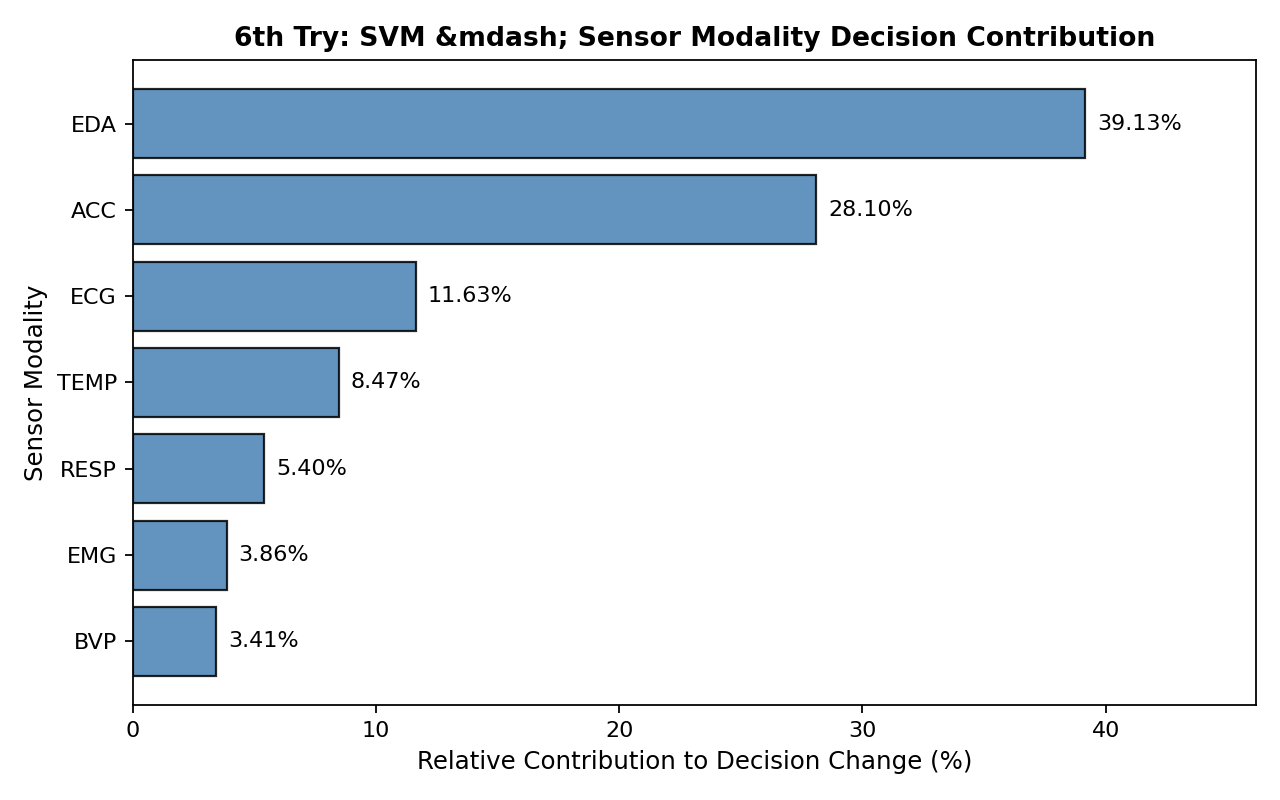 6th Try: SVM &mdash; Sensor Modality Decision Contribution
Sensor Modality
EDA 39.13%
ACC 28.10%
ECG 11.63%
TEMP 8.47%
RESP 5.40%
EMG 3.86%
BVP 3.41%
0 10 20 30 40
Relative Contribution to Decision Change (%)